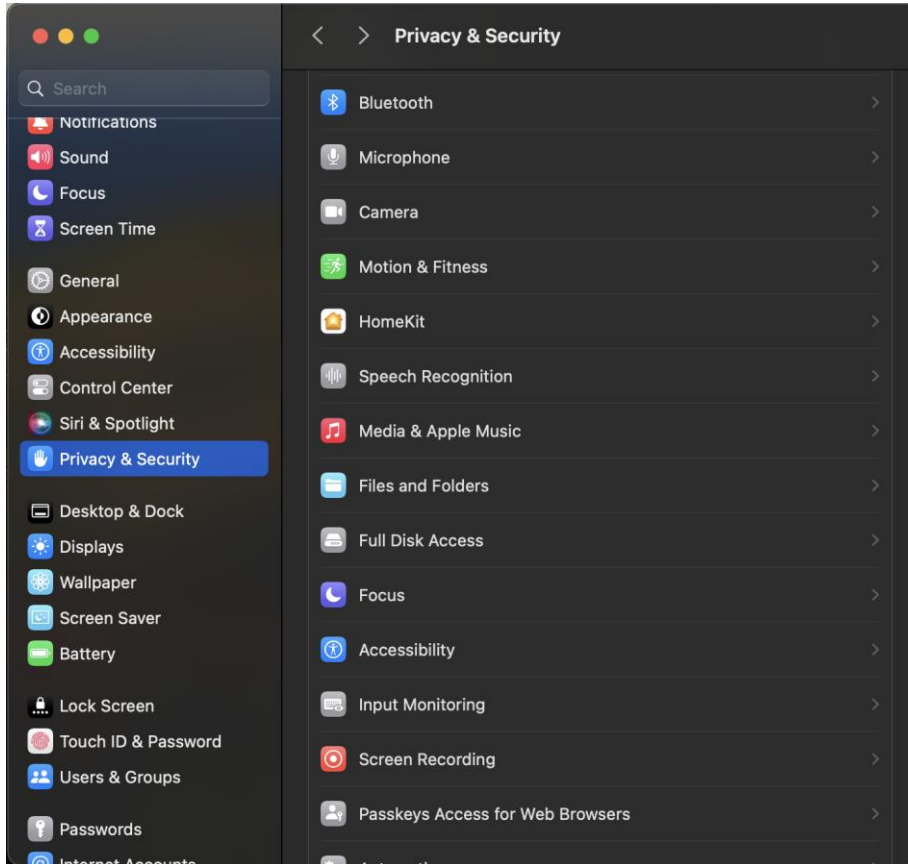 Privacy & Security
Search
Notifications
Sound
Focus
Screen Time
General
Appearance
Accessibility
Control Center
Siri & Spotlight
Privacy & Security
Desktop & Dock
Displays
Wallpaper
Screen Saver
Battery
Lock Screen
Touch ID & Password
Users & Groups
Passwords
Internet Accounts
Bluetooth
Microphone
Camera
Motion & Fitness
HomeKit
Speech Recognition
Media & Apple Music
Files and Folders
Full Disk Access
Focus
Accessibility
Input Monitoring
Screen Recording
Passkeys Access for Web Browsers